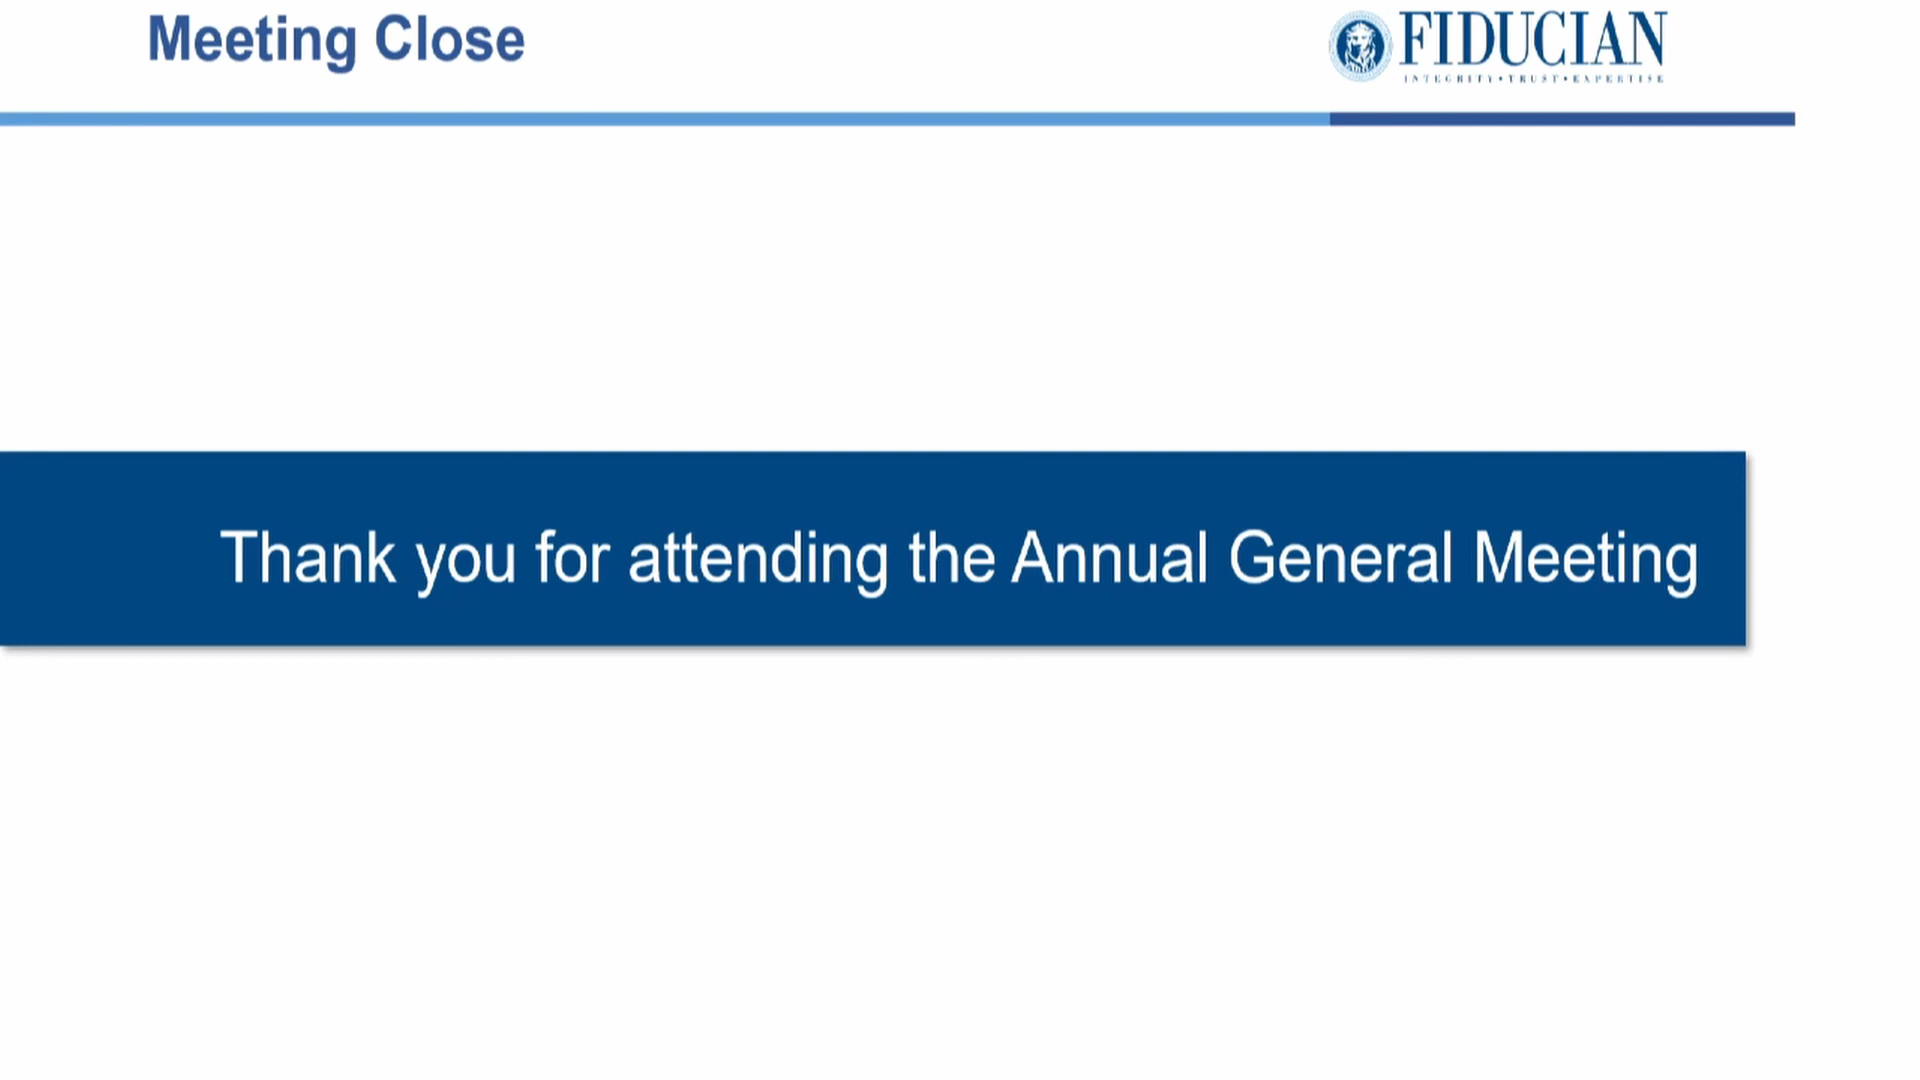 Meeting Close
FIDUCIAN
INTEGRITY • TRUST • EXPERTISE
Thank you for attending the Annual General Meeting